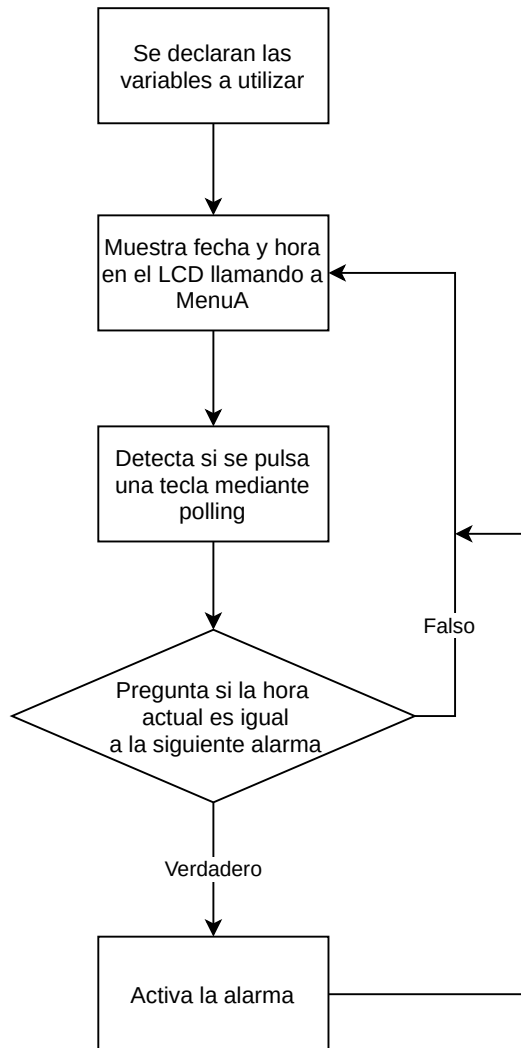 Se declaran las
variables a utilizar
Muestra fecha y hora
en el LCD llamando a
MenuA
Detecta si se pulsa
una tecla mediante
polling
Falso
Pregunta si la hora
actual es igual
a la siguiente alarma
Verdadero
Activa la alarma